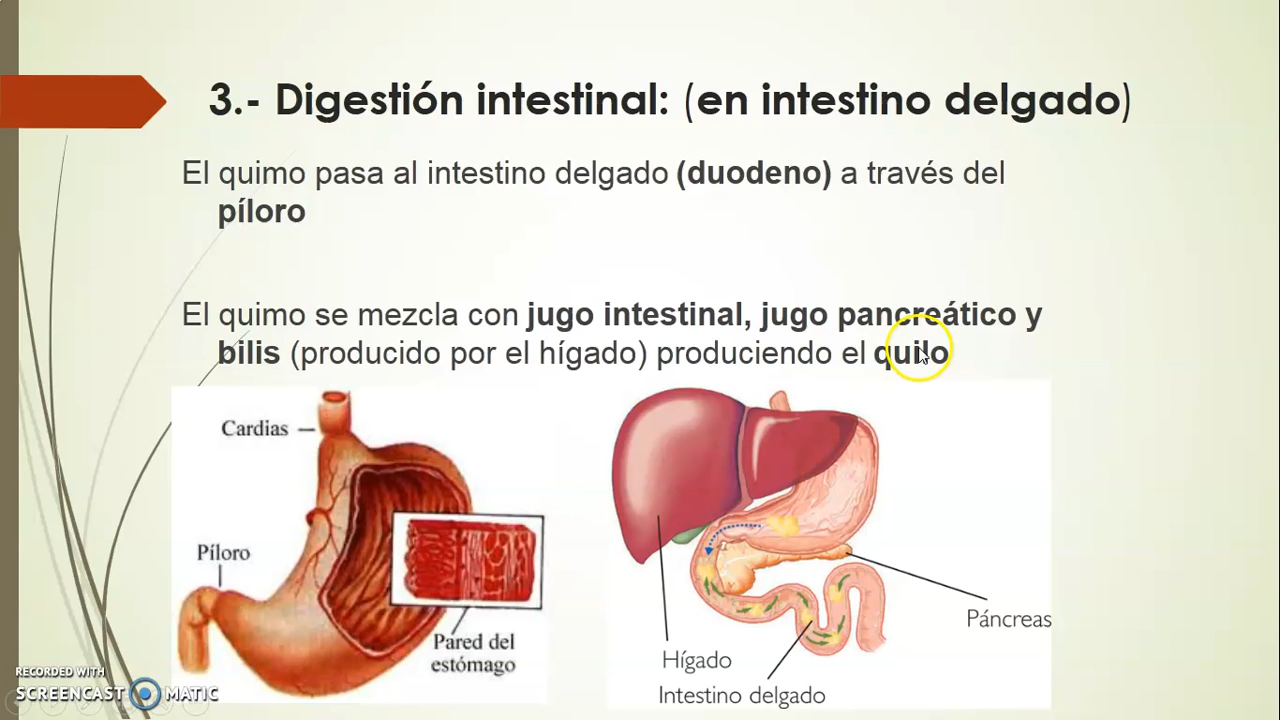 3.- Digestión intestinal: (en intestino delgado)
El quimo pasa al intestino delgado (duodeno) a través del
píloro
El quimo se mezcla con jugo intestinal, jugo pancreático y
bilis (producido por el hígado) produciendo el quilo
Cardias
Píloro
Pared del
estómago
Páncreas
Hígado
Intestino delgado
RECORDED WITH
SCREENCAST MATIC